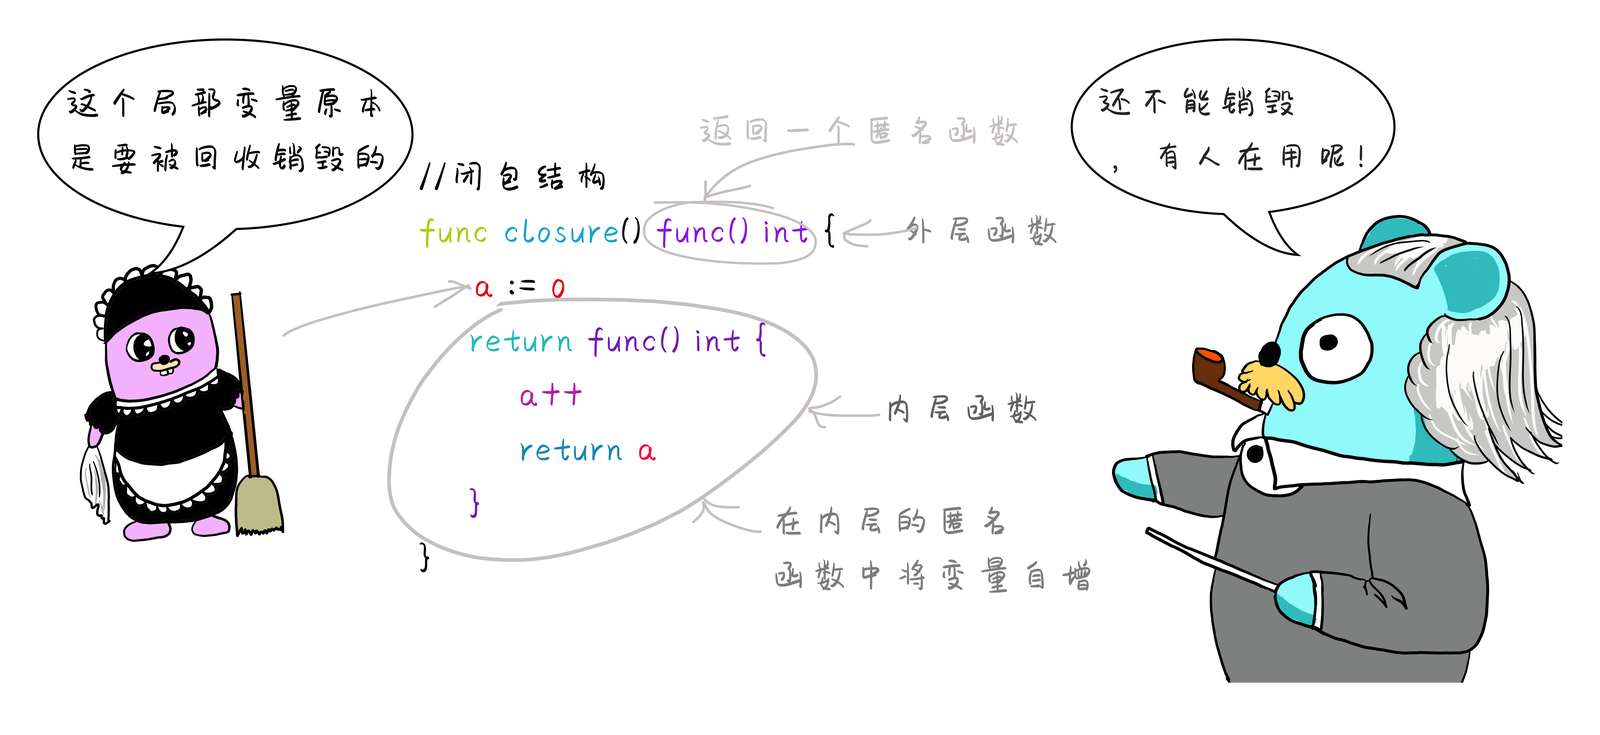 这个局部变量原本
是要被回收销毁的
还不能销毁
，有人在用呢!
返回一个匿名函数
//闭包结构
func closure() func() int {
外层函数
a := 0
return func() int {
a++
内层函数
return a
}
在内层的匿名
函数中将变量自增
}